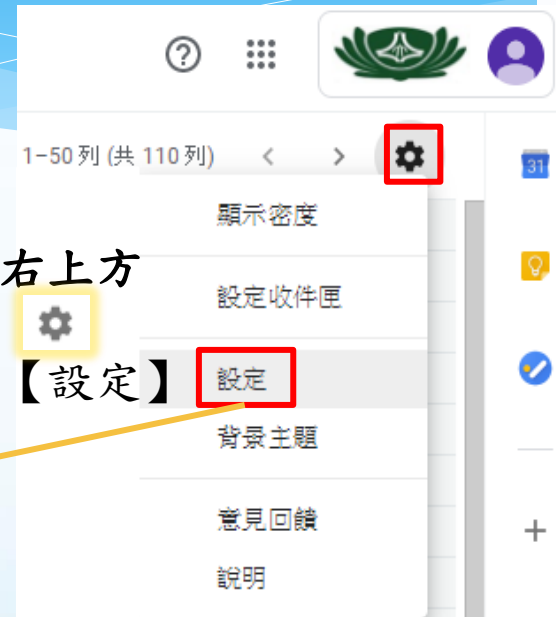 1–50 列 (共 110 列)
顯示密度
右上方
設定收件匣
【設定】
設定
背景主題
意見回饋
說明
31